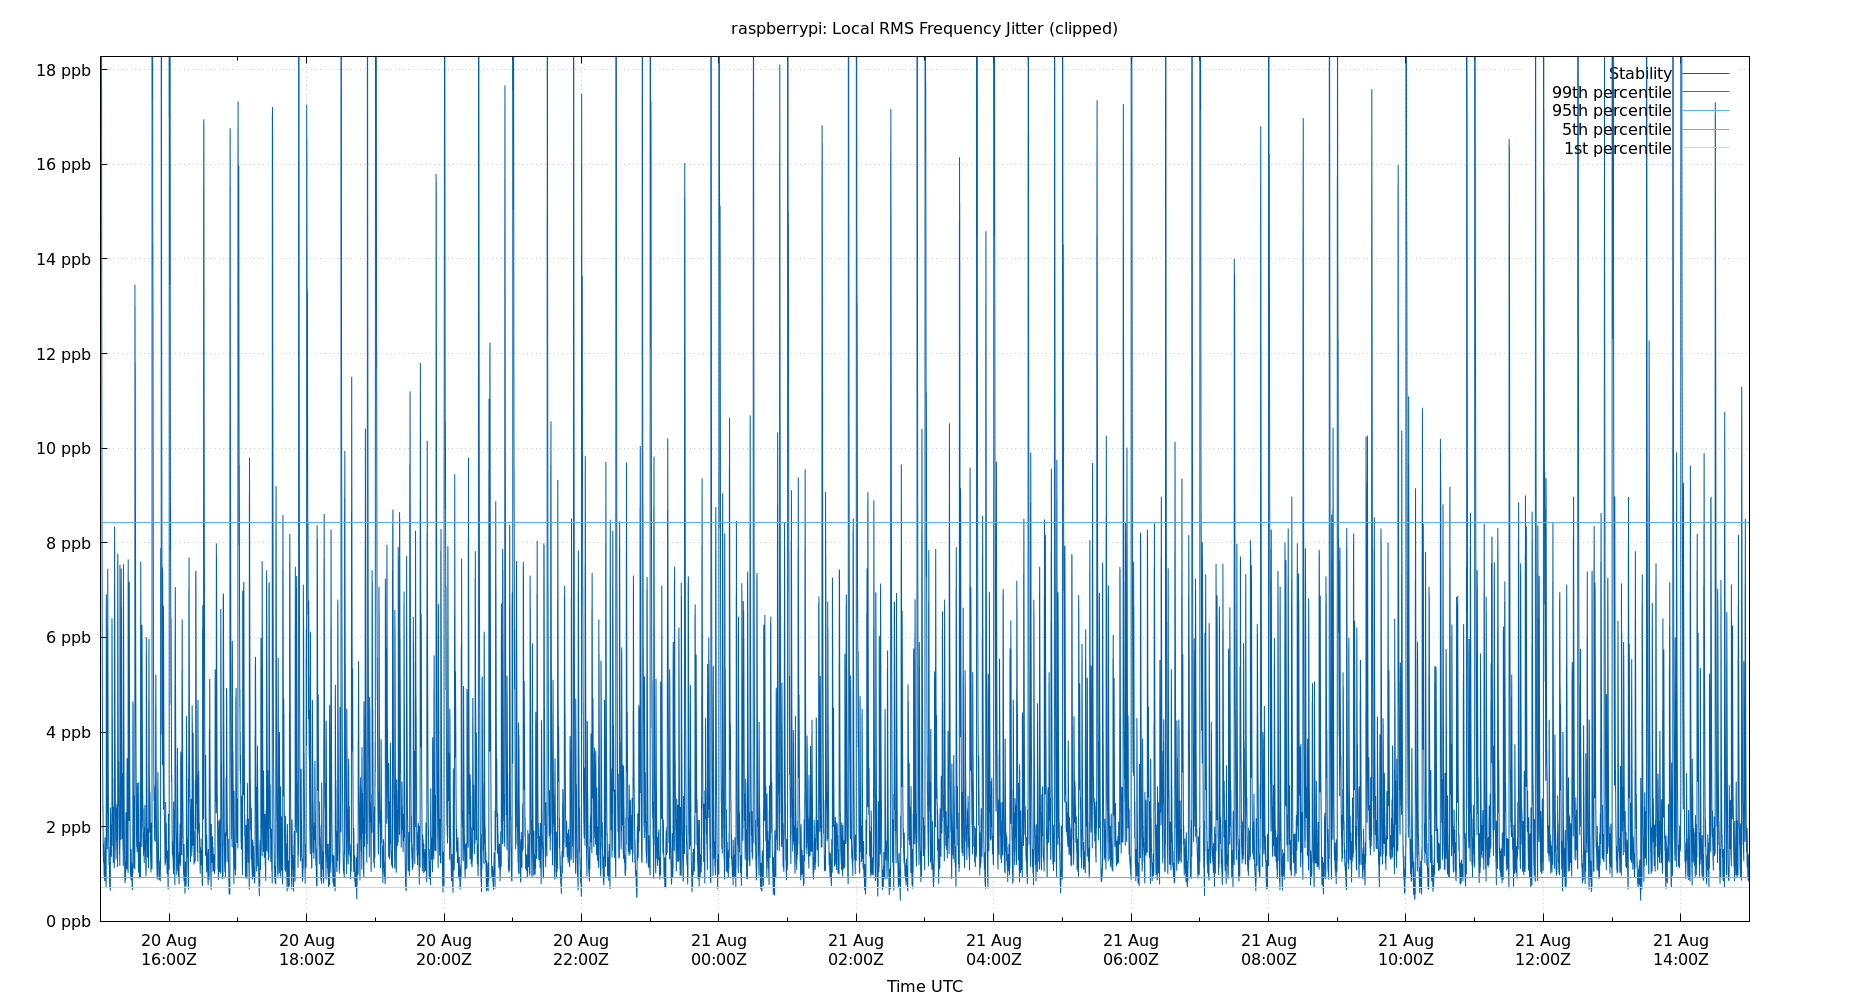 raspberrypi: Local RMS Frequency Jitter (clipped)
18 ppb
16 ppb
14 ppb
12 ppb
10 ppb
8 ppb
6 ppb
4 ppb
2 ppb
0 ppb
Stability
99th percentile
95th percentile
5th percentile
1st percentile
20 Aug 20 Aug 20 Aug 20 Aug 21 Aug 21 Aug 21 Aug 21 Aug 21 Aug 21 Aug 21 Aug 21 Aug
16:00Z 18:00Z 20:00Z 22:00Z 00:00Z 02:00Z 04:00Z 06:00Z 08:00Z 10:00Z 12:00Z 14:00Z
Time UTC